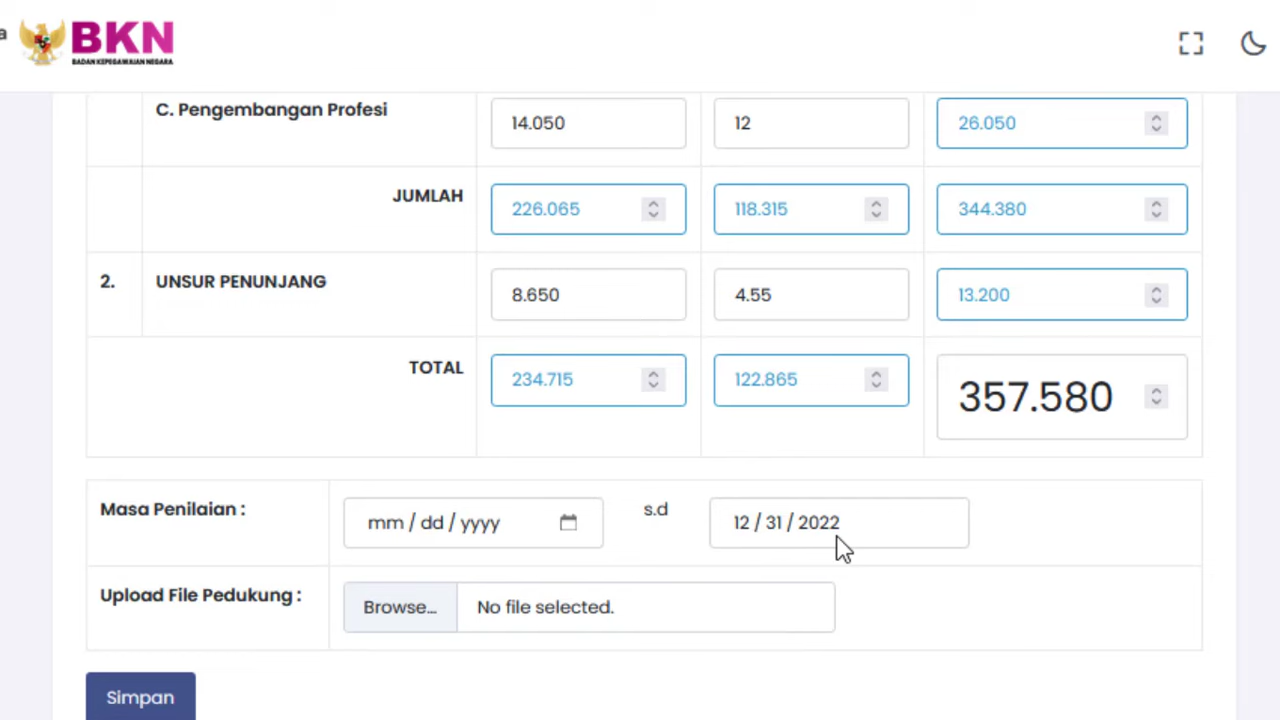 a
BKN
BADAN KEPEGAWAIAN NEGARA
C. Pengembangan Profesi 14.050 12 26.050
JUMLAH 226.065 118.315 344.380
2. UNSUR PENUNJANG 8.650 4.55 13.200
TOTAL 234.715 122.865 357.580
Masa Penilaian : mm / dd / yyyy s.d 12 / 31 / 2022
Upload File Pedukung : Browse... No file selected.
Simpan